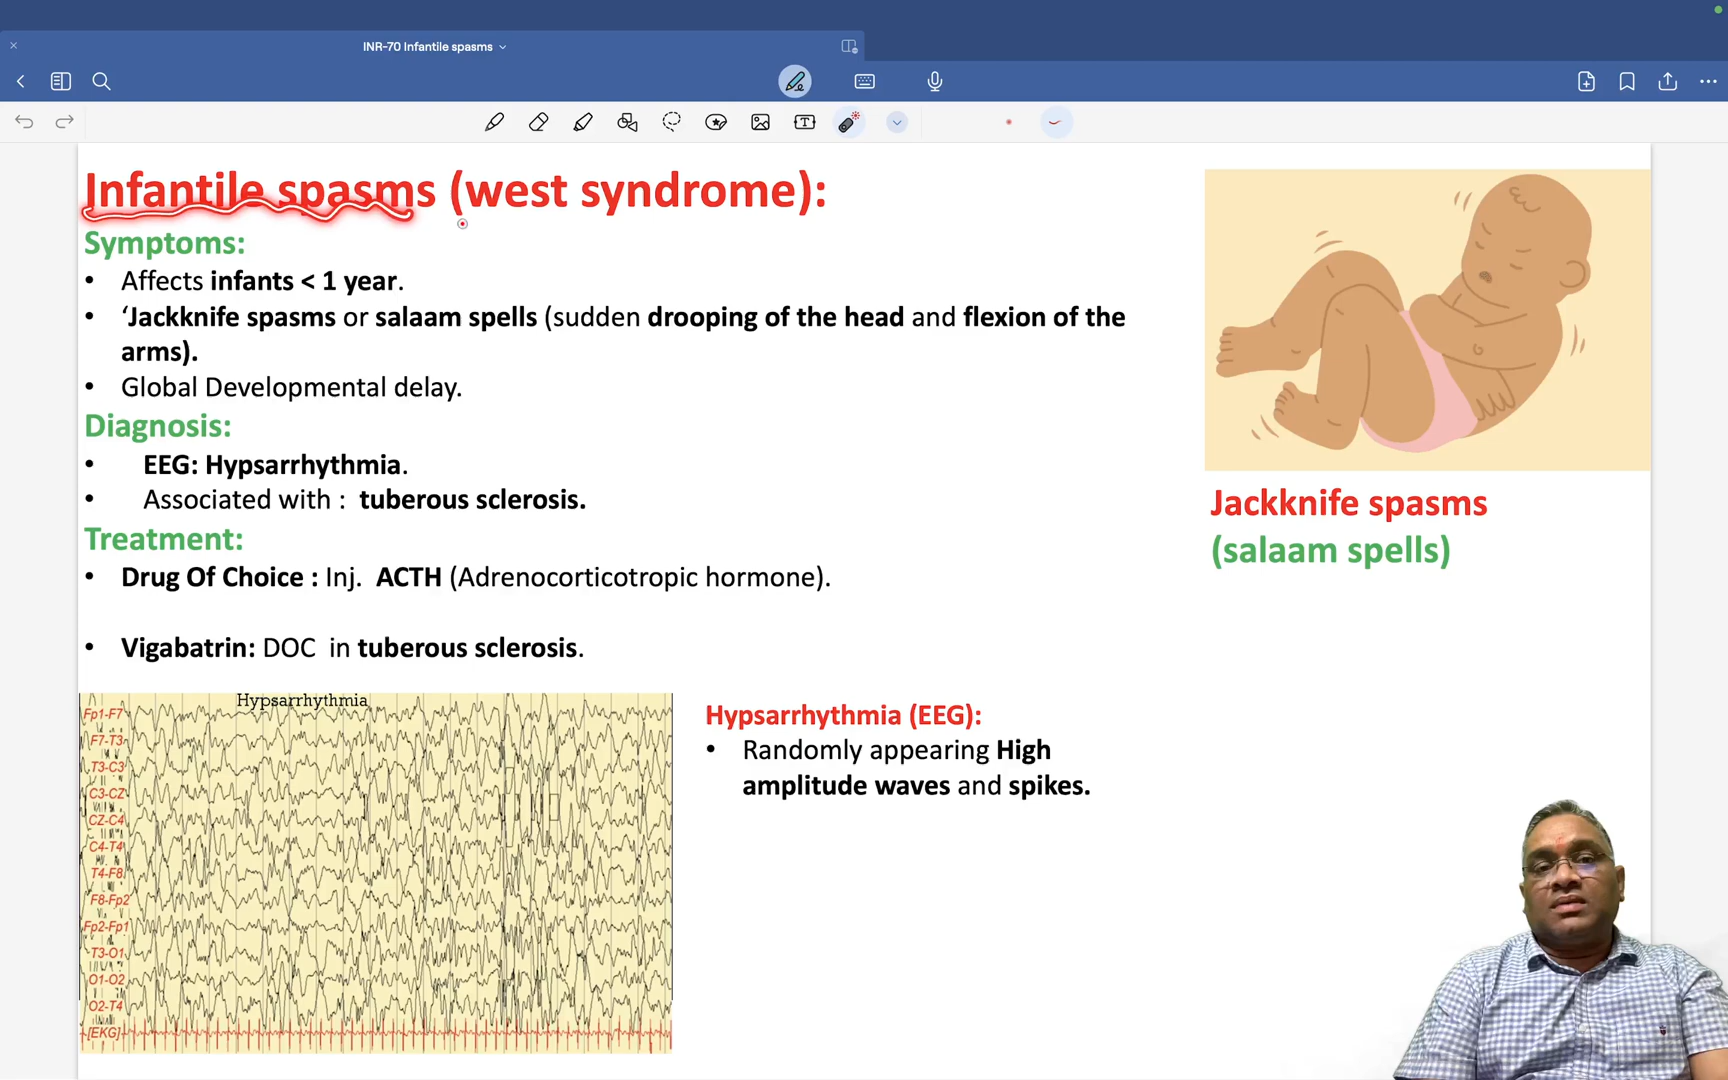 INR-70 Infantile spasms
Infantile spasms (west syndrome):
Symptoms:
• Affects infants < 1 year.
• ‘Jackknife spasms or salaam spells (sudden drooping of the head and flexion of the
arms).
• Global Developmental delay.
Diagnosis:
• EEG: Hypsarrhythmia.
• Associated with : tuberous sclerosis.
Treatment:
• Drug Of Choice : Inj. ACTH (Adrenocorticotropic hormone).
• Vigabatrin: DOC in tuberous sclerosis.
Jackknife spasms
(salaam spells)
Hypsarrhythmia
Fp1-F7
F7-T3
T3-C3
C3-CZ
CZ-C4
C4-T4
T4-F8
F8-Fp2
Fp2-Fp1
T3-O1
O1-O2
O2-T4
[EKG]
Hypsarrhythmia (EEG):
• Randomly appearing High
amplitude waves and spikes.